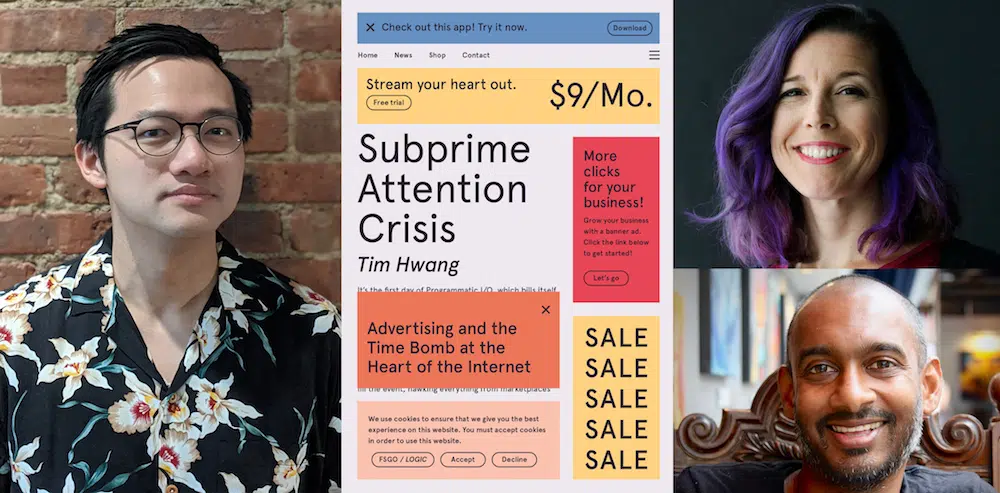 Check out this app! Try it now.
Download
Home News Shop Contact
Stream your heart out.
Free trial
$9/Mo.
Subprime
Attention
Crisis
Tim Hwang
It's the first day of Programmatic I/O, which bills itself
Advertising and the
Time Bomb at the
Heart of the Internet
fill the event, hawking everything from marketplaces
We use cookies to ensure that we give you the best
experience on this website. You must accept cookies
in order to use this website.
FSGO / LOGIC
Accept
Decline
More
clicks
for your
business!
Grow your business
with a banner ad.
Click the link below
to get started!
Let's go
SALE
SALE
SALE
SALE
SALE